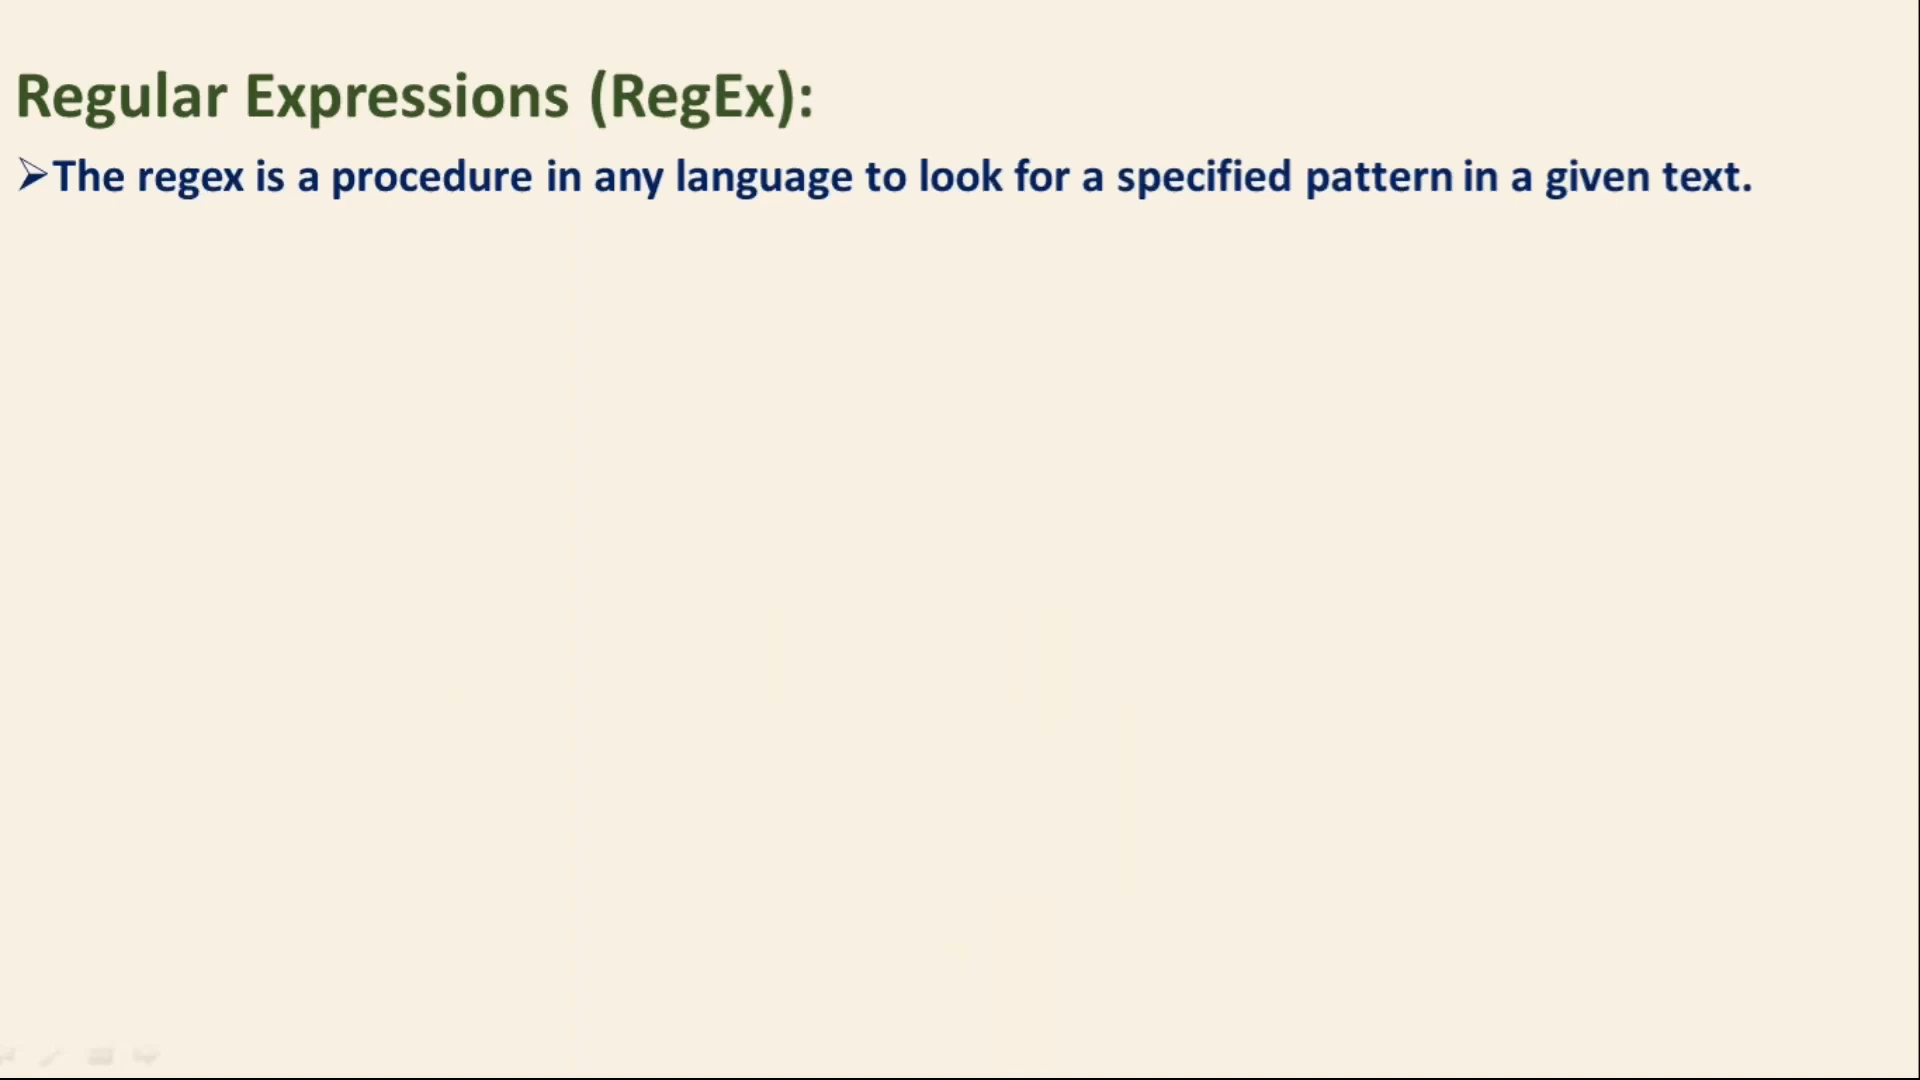 Regular Expressions (RegEx):
➢The regex is a procedure in any language to look for a specified pattern in a given text.